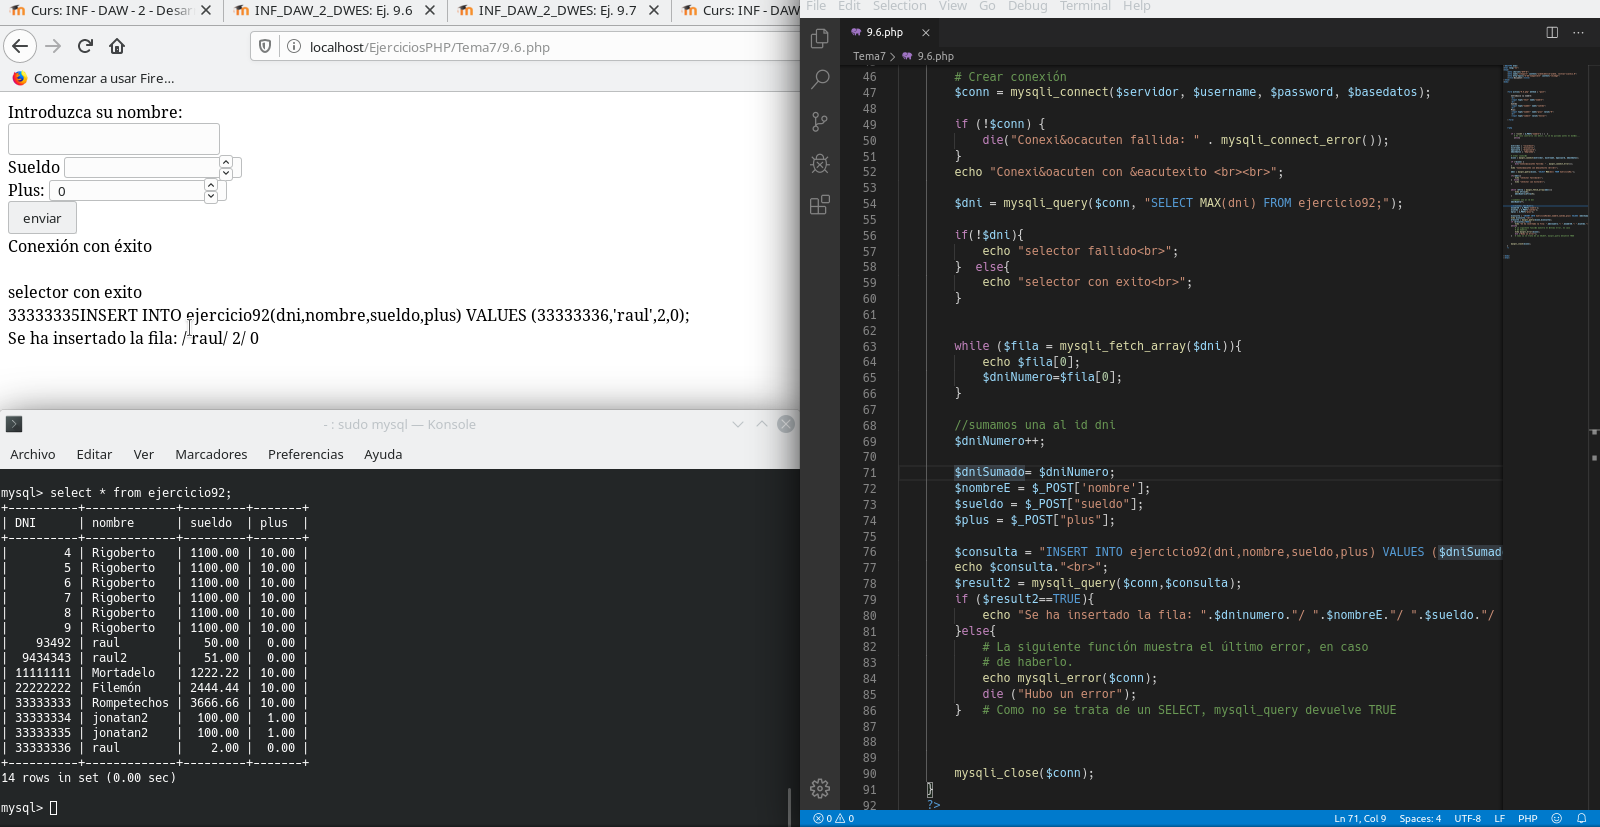 Curs: INF - DAW - 2 - Desar
INF_DAW_2_DWES: Ej. 9.6
INF_DAW_2_DWES: Ej. 9.7
Curs: INF - DAW
localhost/EjerciciosPHP/Tema7/9.6.php
Comenzar a usar Fire...
Introduzca su nombre:
Sueldo
Plus: 0
enviar
Conexión con éxito
selector con exito
33333335INSERT INTO ejercicio92(dni,nombre,sueldo,plus) VALUES (33333336,'raul',2,0);
Se ha insertado la fila: / raul/ 2/ 0
- : sudo mysql — Konsole
Archivo Editar Ver Marcadores Preferencias Ayuda
mysql> select * from ejercicio92;
+----------+-------------+---------+-------+
| DNI | nombre | sueldo | plus |
+----------+-------------+---------+-------+
| 4 | Rigoberto | 1100.00 | 10.00 |
| 5 | Rigoberto | 1100.00 | 10.00 |
| 6 | Rigoberto | 1100.00 | 10.00 |
| 7 | Rigoberto | 1100.00 | 10.00 |
| 8 | Rigoberto | 1100.00 | 10.00 |
| 9 | Rigoberto | 1100.00 | 10.00 |
| 93492 | raul | 50.00 | 0.00 |
| 9434343 | raul2 | 51.00 | 0.00 |
| 11111111 | Mortadelo | 1222.22 | 10.00 |
| 22222222 | Filemón | 2444.44 | 10.00 |
| 33333333 | Rompetechos | 3666.66 | 10.00 |
| 33333334 | jonatan2 | 100.00 | 1.00 |
| 33333335 | jonatan2 | 100.00 | 1.00 |
| 33333336 | raul | 2.00 | 0.00 |
+----------+-------------+---------+-------+
14 rows in set (0.00 sec)
mysql>
File Edit Selection View Go Debug Terminal Help
9.6.php
Tema7 > 9.6.php
46 # Crear conexión
47 $conn = mysqli_connect($servidor, $username, $password, $basedatos);
48
49 if (!$conn) {
50 die("Conexi&oacuten fallida: " . mysqli_connect_error());
51 }
52 echo "Conexi&oacuten con &eacutexito <br><br>";
53
54 $dni = mysqli_query($conn, "SELECT MAX(dni) FROM ejercicio92;");
55
56 if(!$dni){
57 echo "selector fallido<br>";
58 } else{
59 echo "selector con exito<br>";
60 }
61
62
63 while ($fila = mysqli_fetch_array($dni)){
64 echo $fila[0];
65 $dniNumero=$fila[0];
66 }
67
68 //sumamos una al id dni
69 $dniNumero++;
70
71 $dniSumado= $dniNumero;
72 $nombreE = $_POST['nombre'];
73 $sueldo = $_POST["sueldo"];
74 $plus = $_POST["plus"];
75
76 $consulta = "INSERT INTO ejercicio92(dni,nombre,sueldo,plus) VALUES ($dniSumad
77 echo $consulta."<br>";
78 $result2 = mysqli_query($conn,$consulta);
79 if ($result2==TRUE){
80 echo "Se ha insertado la fila: ".$dninumero."/ ".$nombreE."/ ".$sueldo."/
81 }else{
82 # La siguiente función muestra el último error, en caso
83 # de haberlo.
84 echo mysqli_error($conn);
85 die ("Hubo un error");
86 } # Como no se trata de un SELECT, mysqli_query devuelve TRUE
87
88
89
90 mysqli_close($conn);
91 }
92 ?>
0 0 Ln 71, Col 9 Spaces: 4 UTF-8 LF PHP